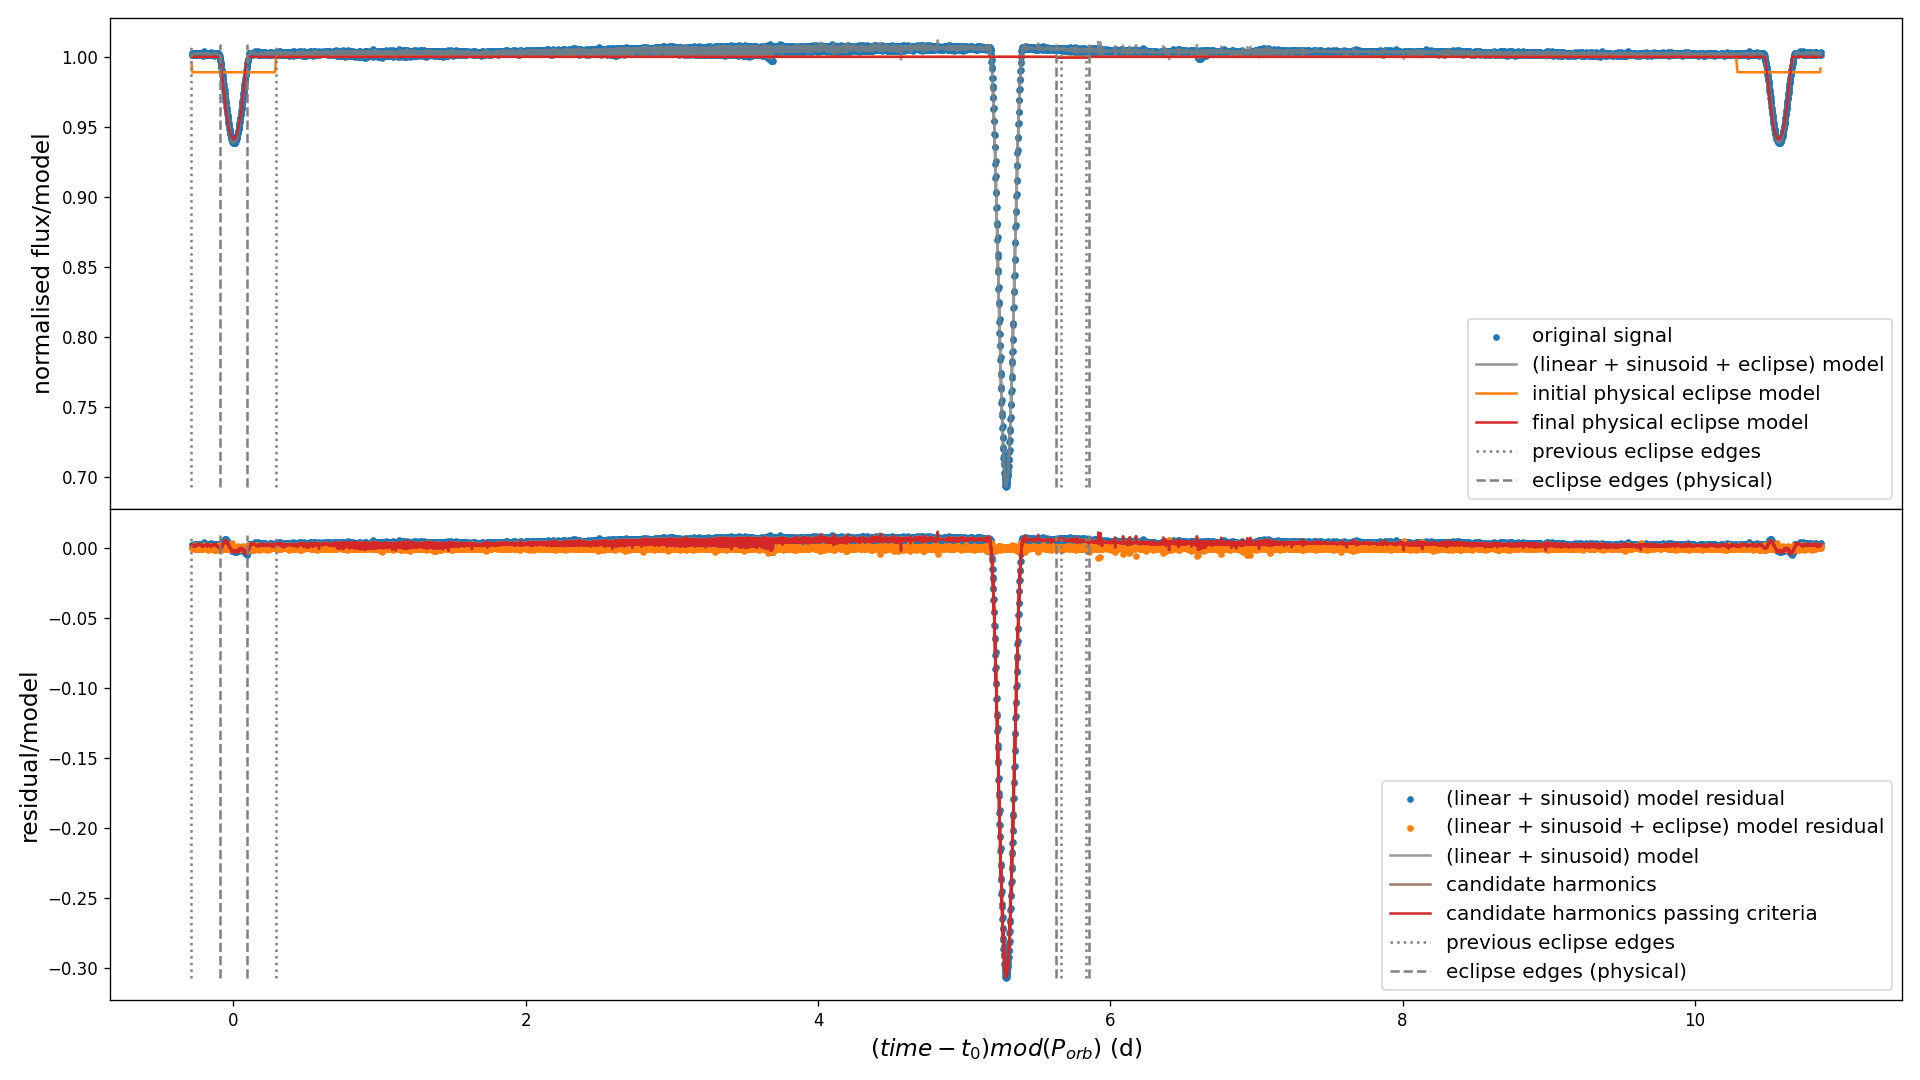 1.00
0.95
0.90
0.85
0.80
0.75
0.70
normalised flux/model
original signal
(linear + sinusoid + eclipse) model
initial physical eclipse model
final physical eclipse model
previous eclipse edges
eclipse edges (physical)
0.00
−0.05
−0.10
−0.15
−0.20
−0.25
−0.30
residual/model
(linear + sinusoid) model residual
(linear + sinusoid + eclipse) model residual
(linear + sinusoid) model
candidate harmonics
candidate harmonics passing criteria
previous eclipse edges
eclipse edges (physical)
0 2 4 6 8 10
(time − t₀)mod(P_orb) (d)